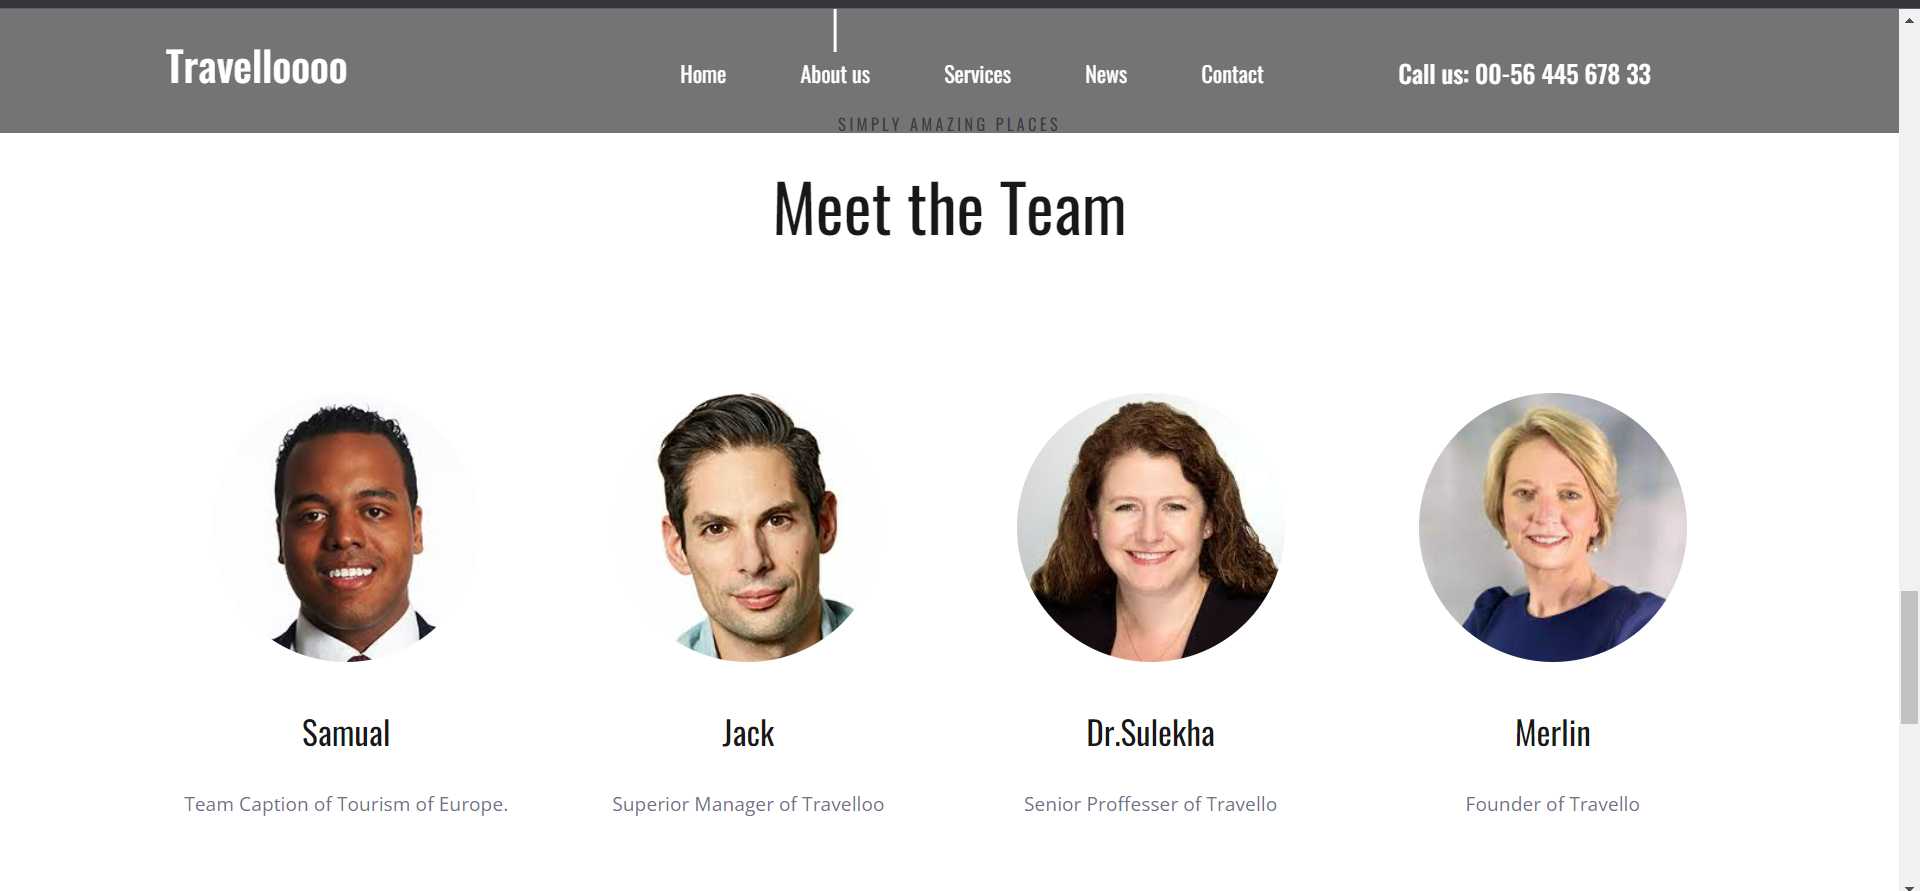 Travelloooo
Home About us Services News Contact
Call us: 00-56 445 678 33
SIMPLY AMAZING PLACES
Meet the Team
Samual
Team Caption of Tourism of Europe.
Jack
Superior Manager of Travelloo
Dr.Sulekha
Senior Proffesser of Travello
Merlin
Founder of Travello